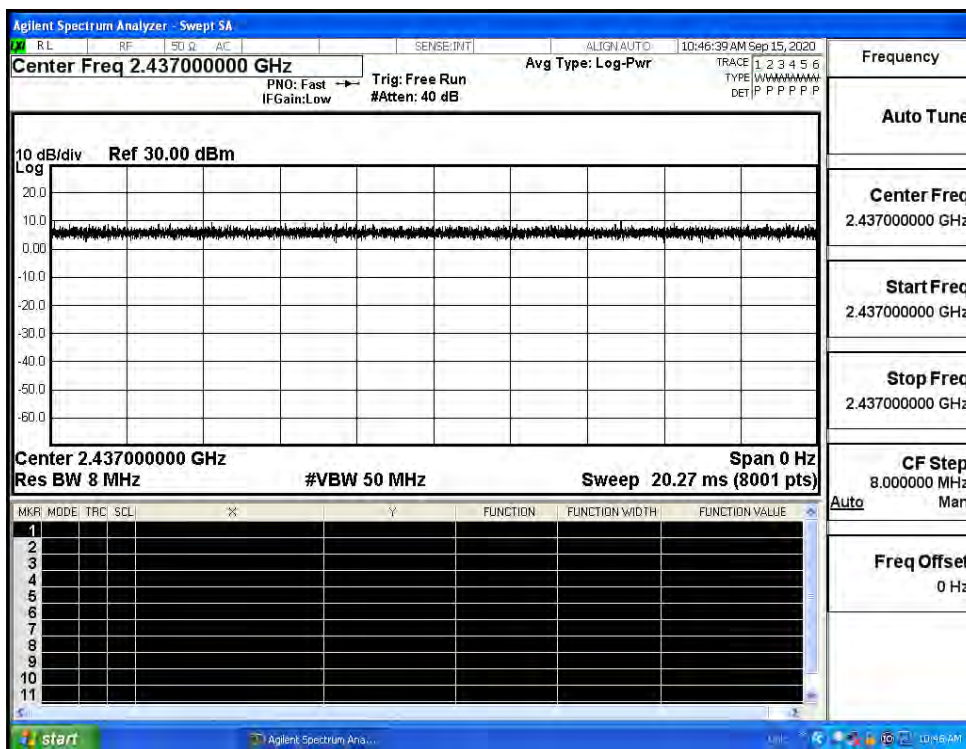 Agilent Spectrum Analyzer - Swept SA
RL RF 50 Ω AC SENSE:INT ALIGN AUTO 10:46:39 AM Sep 15, 2020
Center Freq 2.437000000 GHz
PNO: Fast
IFGain:Low
Trig: Free Run
#Atten: 40 dB
Avg Type: Log-Pwr
TRACE 1 2 3 4 5 6
TYPE
DET P P P P P P
Frequency
Auto Tune
Center Freq
2.437000000 GHz
Start Freq
2.437000000 GHz
Stop Freq
2.437000000 GHz
CF Step
8.000000 MHz
Auto Man
Freq Offset
0 Hz
10 dB/div Ref 30.00 dBm
Log
20.0
10.0
0.00
-10.0
-20.0
-30.0
-40.0
-50.0
-60.0
Center 2.437000000 GHz Span 0 Hz
Res BW 8 MHz #VBW 50 MHz Sweep 20.27 ms (8001 pts)
MKR MODE TRC SCL X Y FUNCTION FUNCTION WIDTH FUNCTION VALUE
1
2
3
4
5
6
7
8
9
10
11
start Agilent Spectrum Ana... 10:46 AM